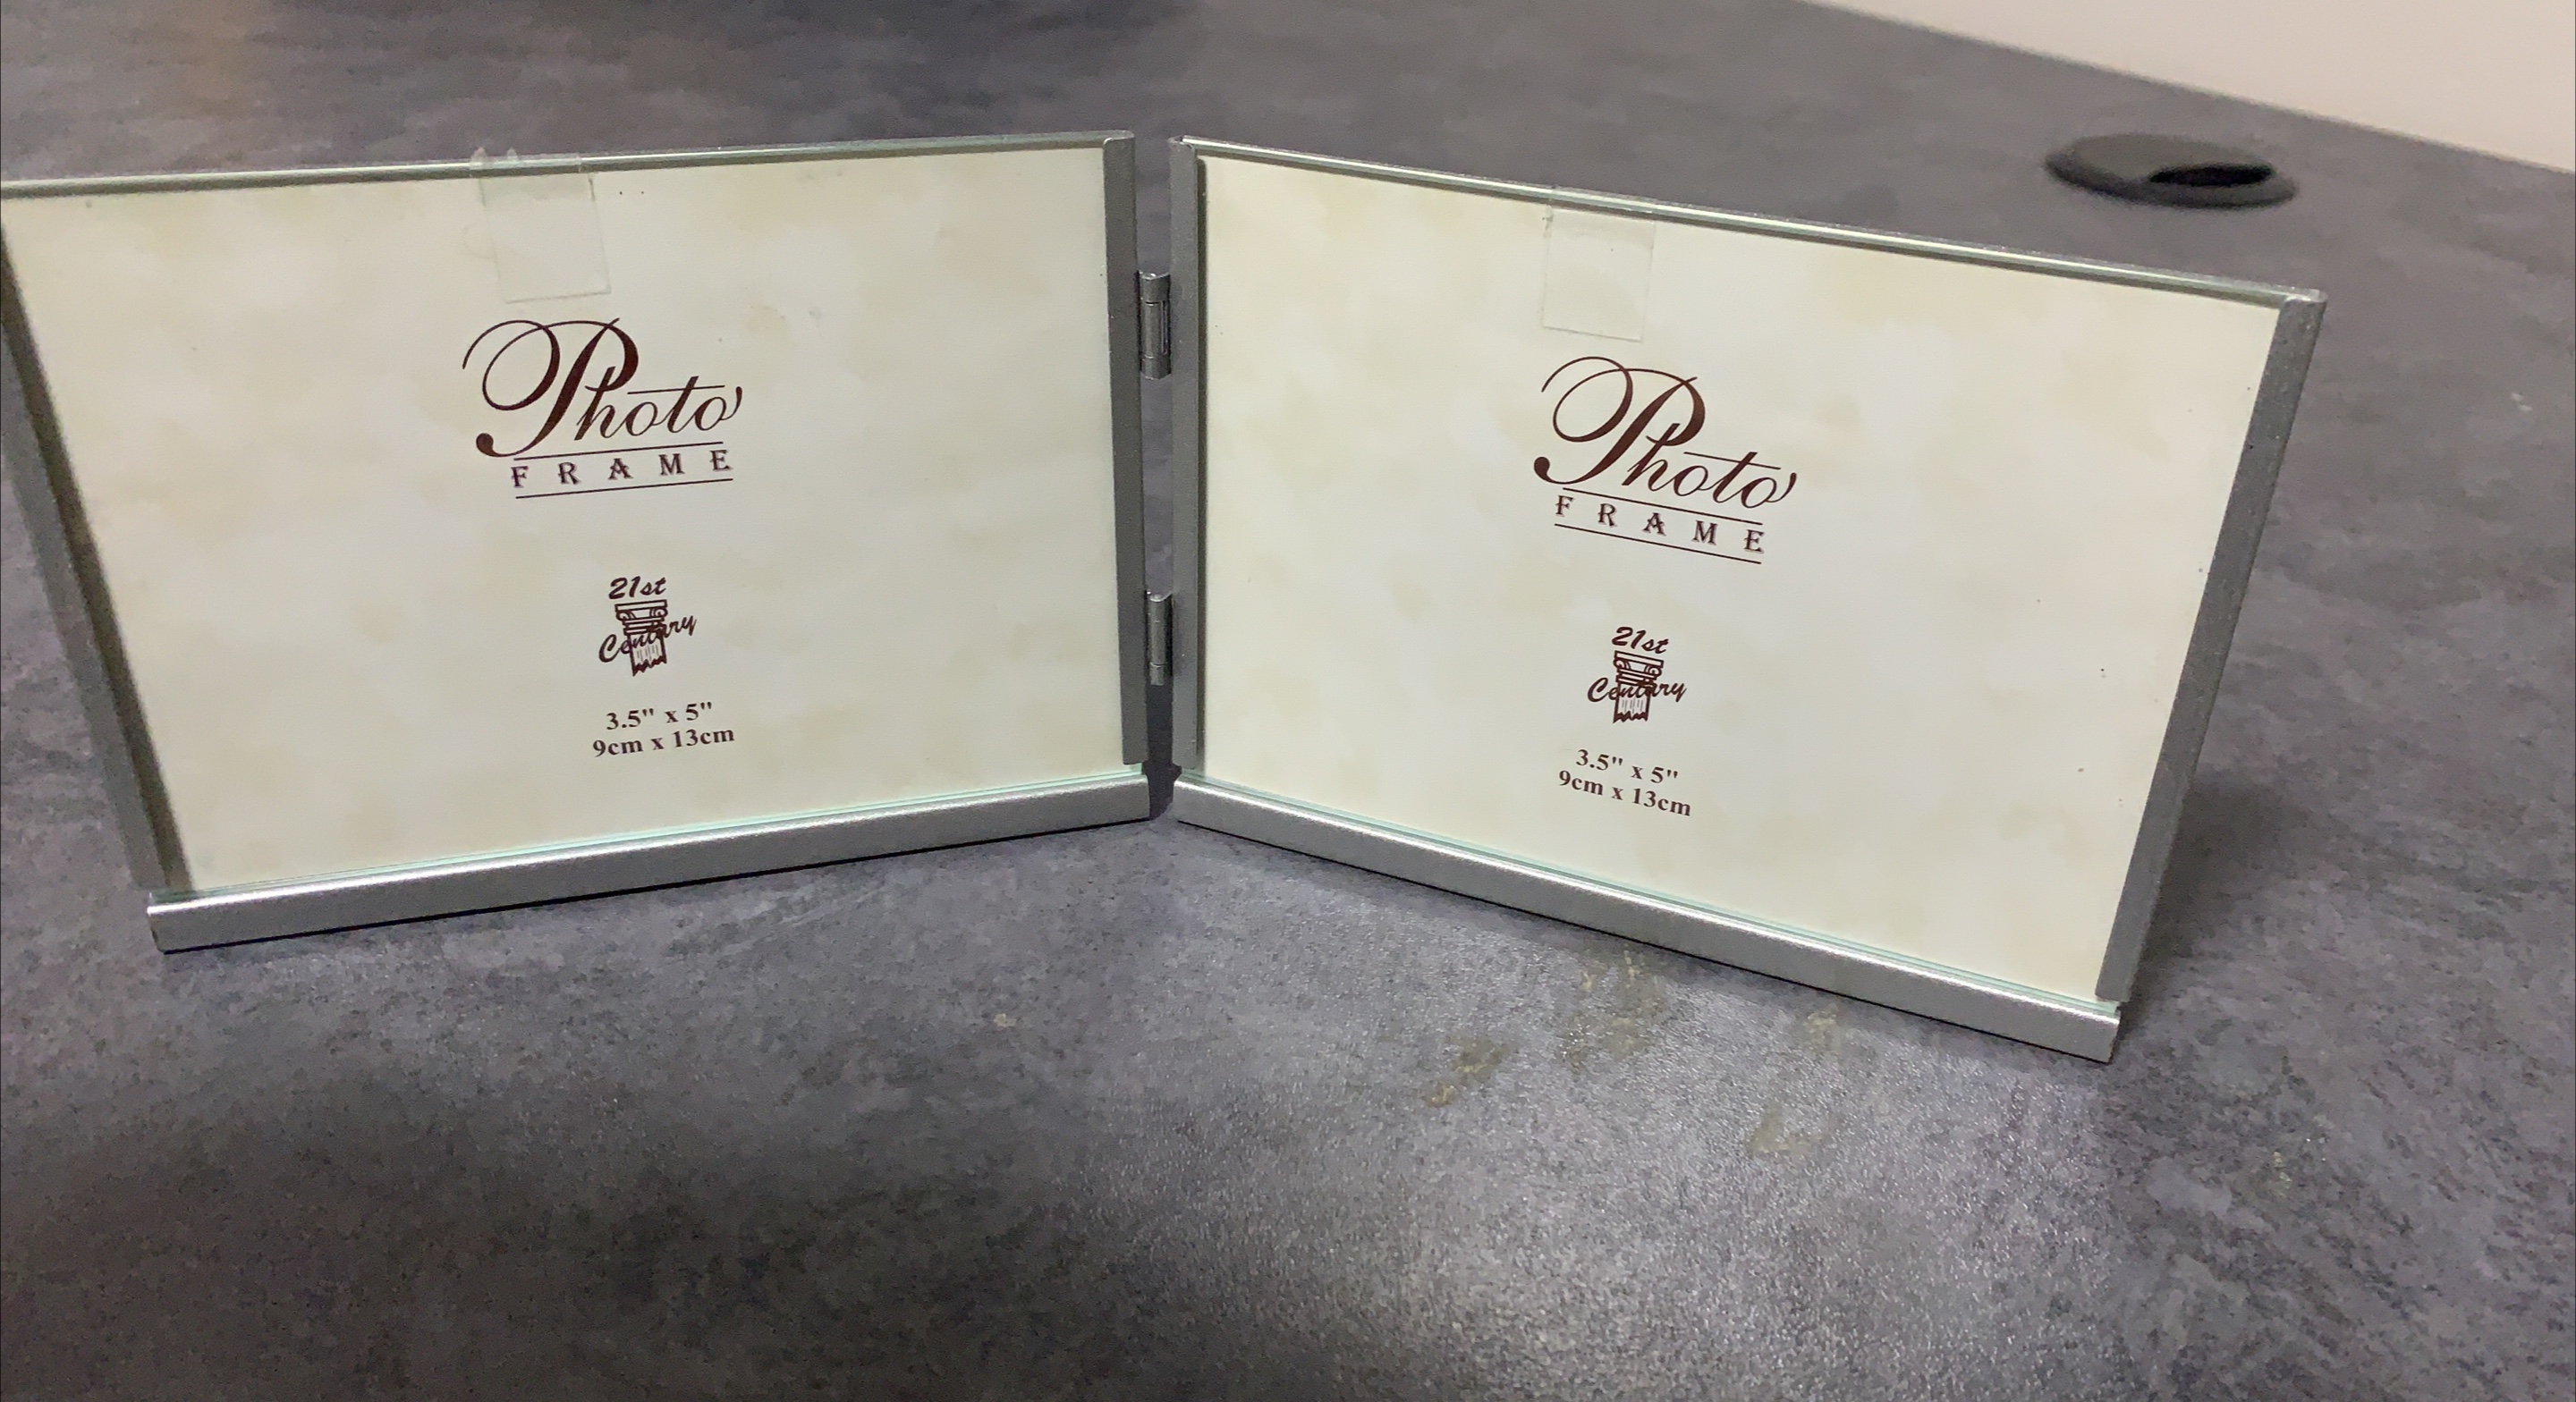 Photo
FRAME
21st
Century
3.5" x 5"
9cm x 13cm
Photo
FRAME
21st
Century
3.5" x 5"
9cm x 13cm